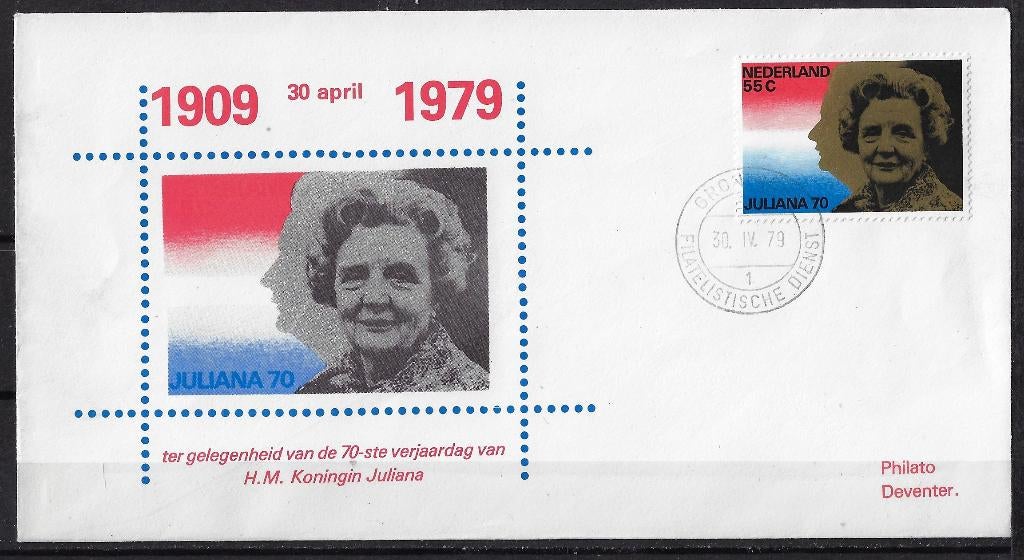 1909 30 april 1979
JULIANA 70
ter gelegenheid van de 70-ste verjaardag van
H.M. Koningin Juliana
NEDERLAND
55 C
JULIANA 70
30. IV. 79
1
FILATELISTISCHE DIENST
Philato
Deventer.